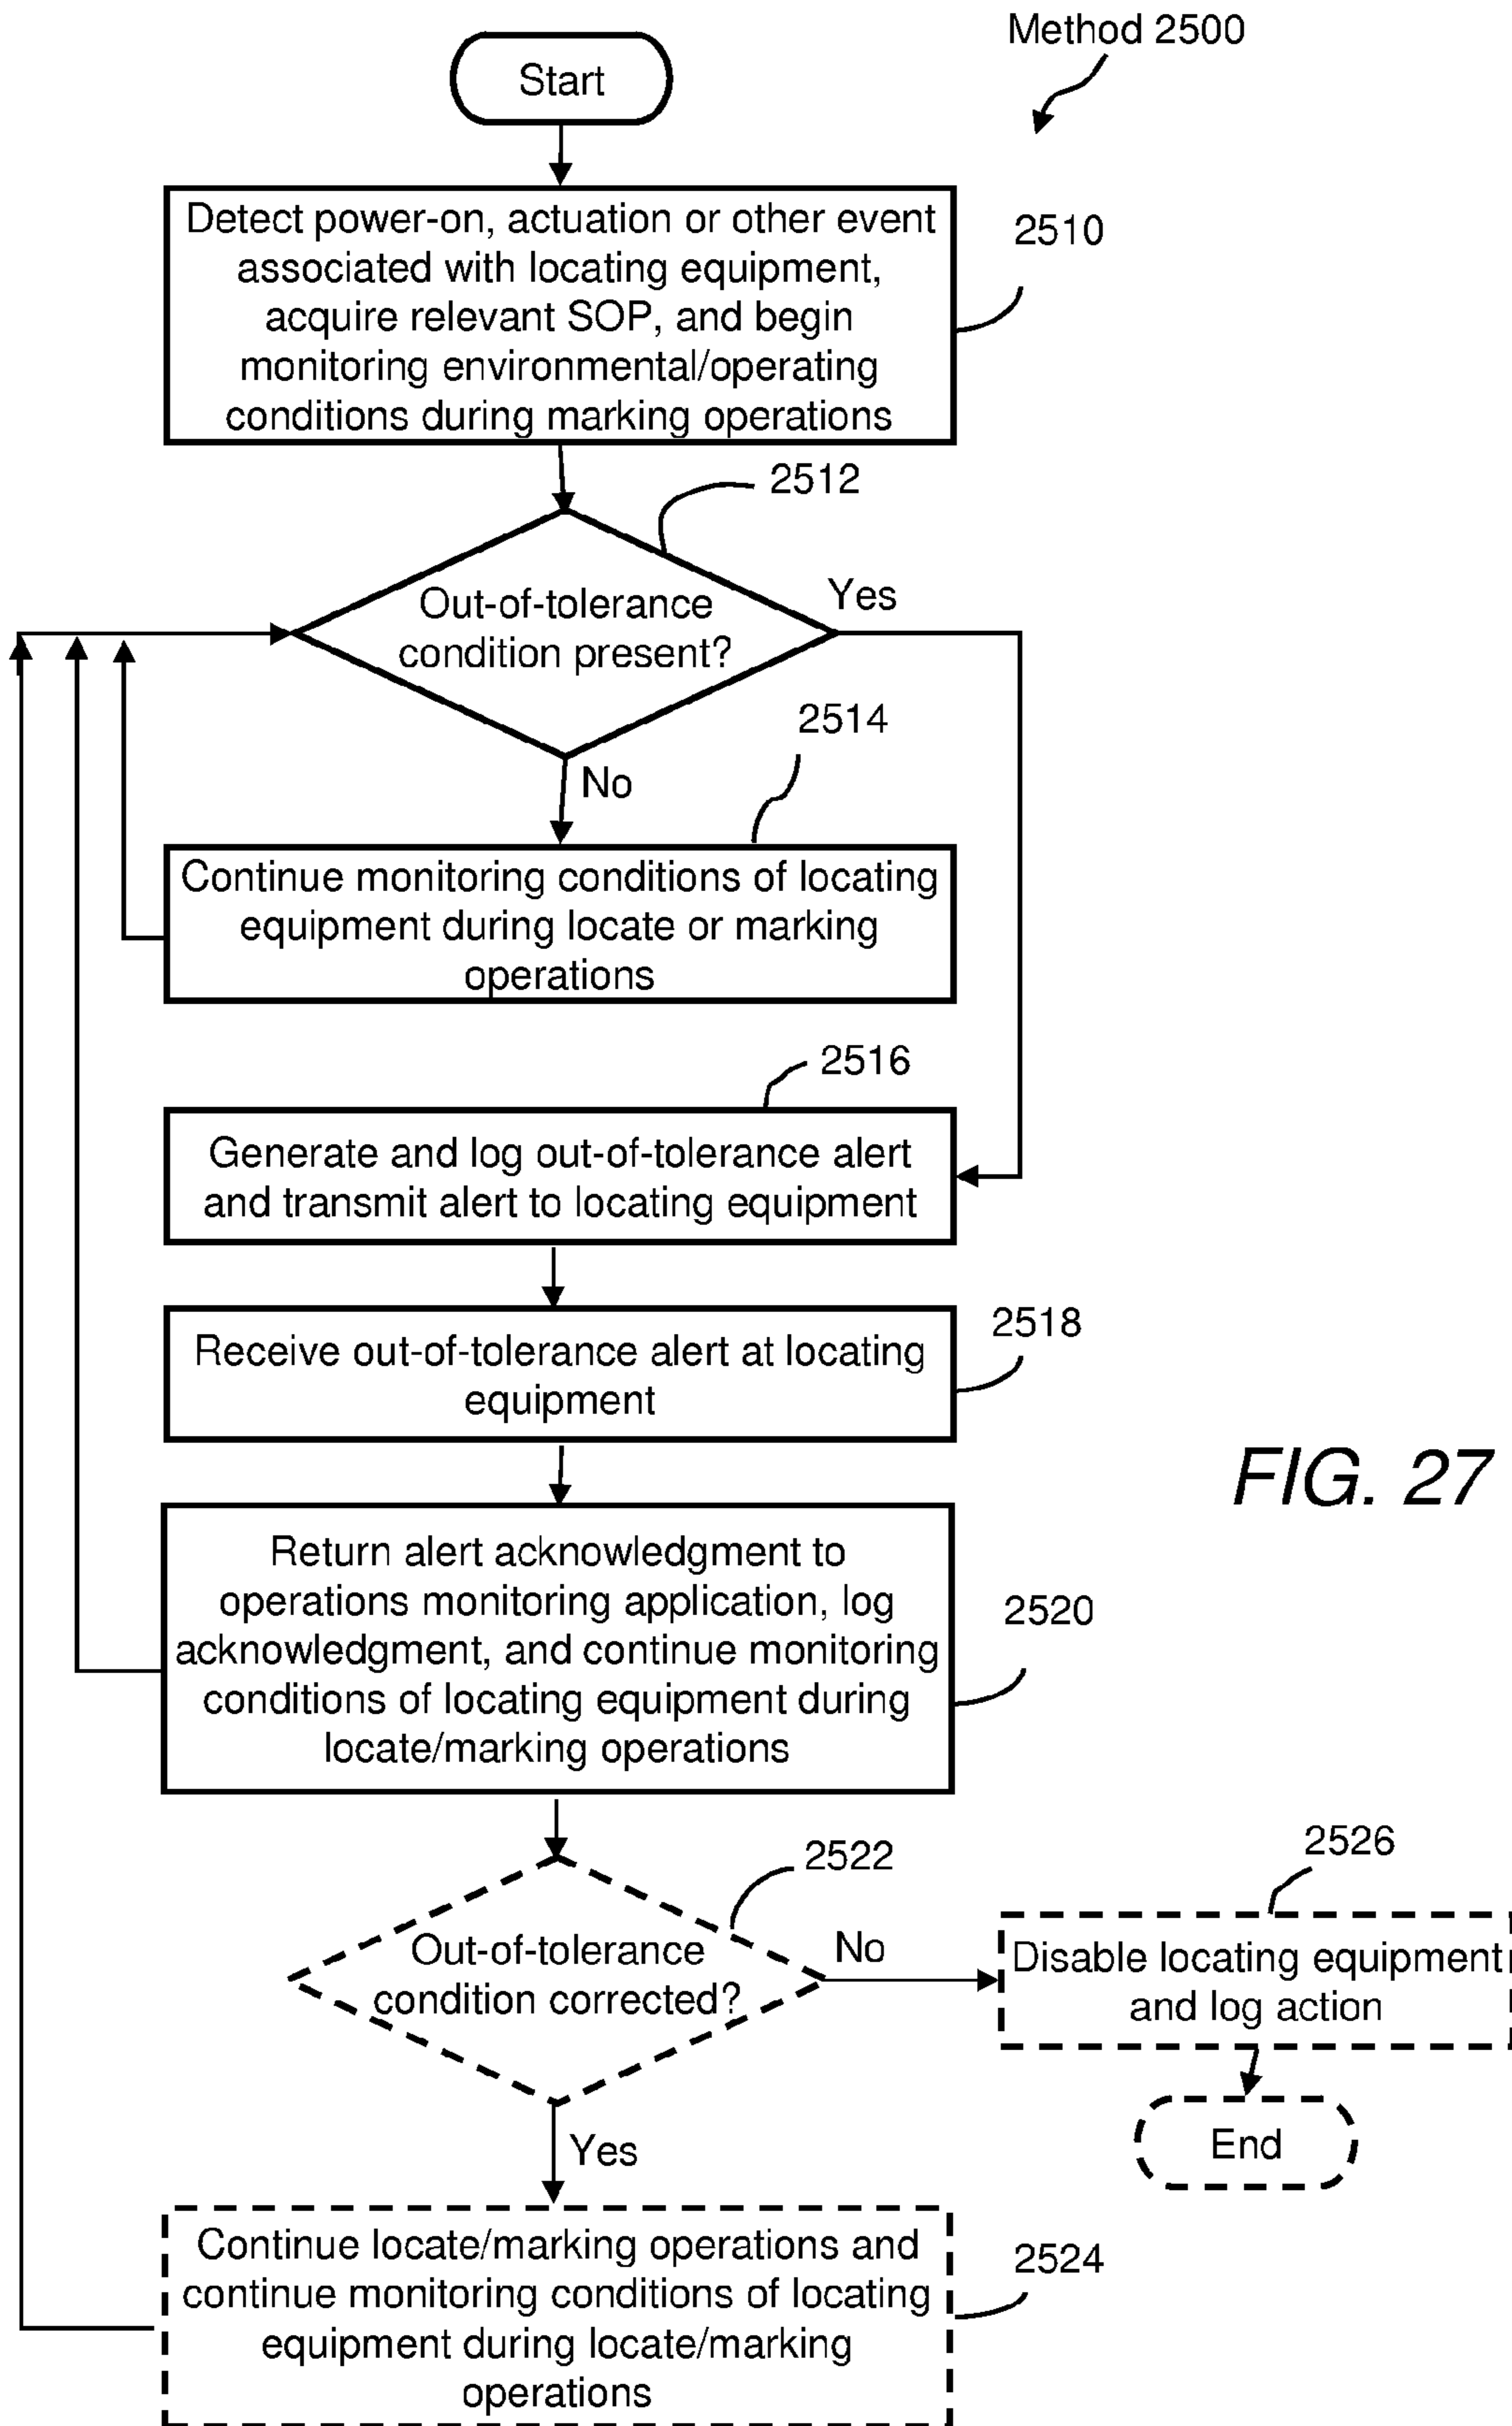 Method 2500
Start
Detect power-on, actuation or other event
associated with locating equipment,
acquire relevant SOP, and begin
monitoring environmental/operating
conditions during marking operations
2510
2512
Out-of-tolerance
condition present?
Yes
No
2514
Continue monitoring conditions of locating
equipment during locate or marking
operations
2516
Generate and log out-of-tolerance alert
and transmit alert to locating equipment
2518
Receive out-of-tolerance alert at locating
equipment
FIG. 27
Return alert acknowledgment to
operations monitoring application, log
acknowledgment, and continue monitoring
conditions of locating equipment during
locate/marking operations
2520
2522
Out-of-tolerance
condition corrected?
No
2526
Disable locating equipment
and log action
End
Yes
Continue locate/marking operations and
continue monitoring conditions of locating
equipment during locate/marking
operations
2524